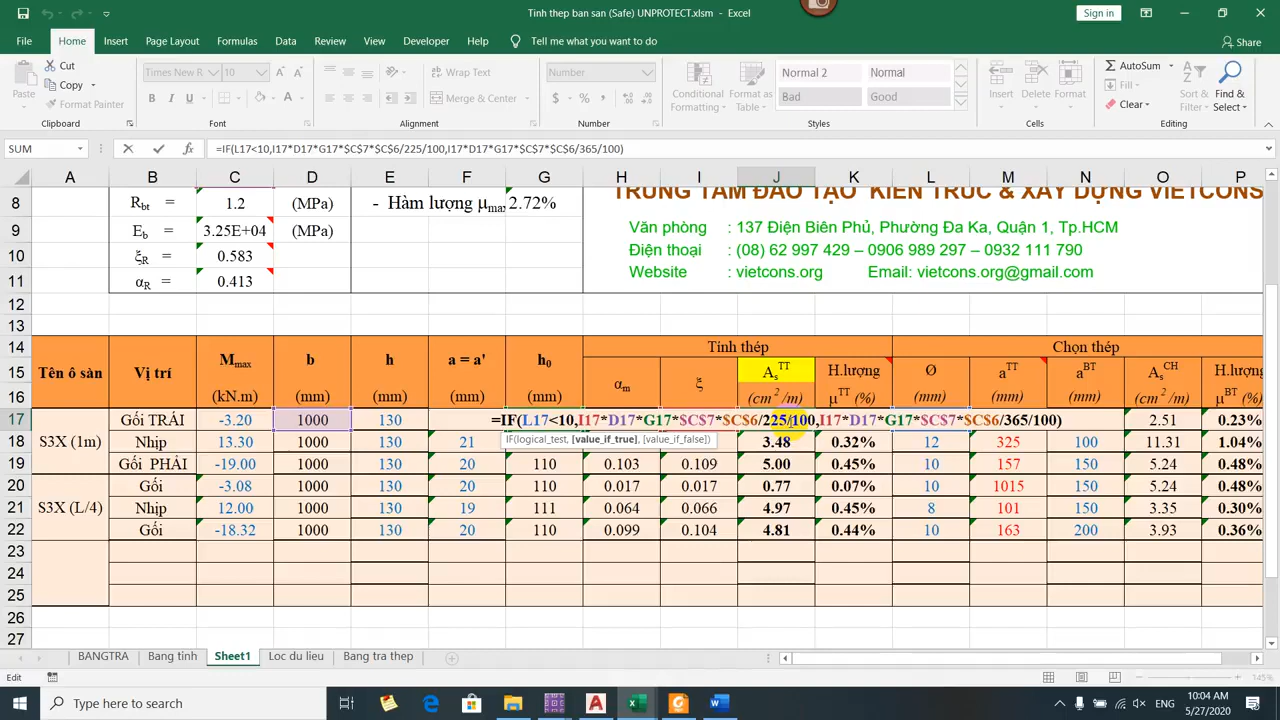 Tinh thep ban san (Safe) UNPROTECT.xlsm - Excel
Sign in
File Home Insert Page Layout Formulas Data Review View Developer Tell me what you want to do Share
Paste Cut Copy Format Painter
Clipboard
Times New R 10
B I U A A
Font
Wrap Text
Merge & Center
Alignment
Number
$ % ,
Number
Conditional Formatting Format as Table
Normal 2 Normal
Bad Good
Styles
Insert Delete Format
Cells
AutoSum Fill Clear
Sort & Filter Find & Select
Editing
SUM fx =IF(L17<10,I17*D17*G17*$C$7*$C$6/225/100,I17*D17*G17*$C$7*$C$6/365/100)
A B C D E F G H I J K L M N O P
8 Rbt = 1.2 (MPa) - Hàm lượng μmax 2.72% TRUNG TÂM ĐÀO TẠO KIẾN TRÚC & XÂY DỰNG VIETCONS
9 Eb = 3.25E+04 (MPa) Văn phòng : 137 Điện Biên Phủ, Phường Đa Ka, Quận 1, Tp.HCM
10 ξR = 0.583 Điện thoại : (08) 62 997 429 – 0906 989 297 – 0932 111 790
11 αR = 0.413 Website : vietcons.org Email: vietcons.org@gmail.com
12
13
14 Tính thép Chọn thép
15 Tên ô sàn Vị trí Mmax b h a = a' h0 αm ξ AsTT H.lượng Ø aTT aBT AsCH H.lượng
16 (kN.m) (mm) (mm) (mm) (mm) (cm2/m) μTT (%) (mm) (mm) (mm) (cm2/m) μBT (%)
17 Gối TRÁI -3.20 1000 130 =IF(L17<10,I17*D17*G17*$C$7*$C$6/225/100,I17*D17*G17*$C$7*$C$6/365/100) 2.51 0.23%
IF(logical_test, [value_if_true], [value_if_false])
18 S3X (1m) Nhịp 13.30 1000 130 21 3.48 0.32% 12 325 100 11.31 1.04%
19 Gối PHẢI -19.00 1000 130 20 110 0.103 0.109 5.00 0.45% 10 157 150 5.24 0.48%
20 Gối -3.08 1000 130 20 110 0.017 0.017 0.77 0.07% 10 1015 150 5.24 0.48%
21 S3X (L/4) Nhịp 12.00 1000 130 19 111 0.064 0.066 4.97 0.45% 8 101 150 3.35 0.30%
22 Gối -18.32 1000 130 20 110 0.099 0.104 4.81 0.44% 10 163 200 3.93 0.36%
23
24
25
26
27
BANGTRA Bang tinh Sheet1 Loc du lieu Bang tra thep
Edit 145%
Type here to search
10:04 AM
5/27/2020